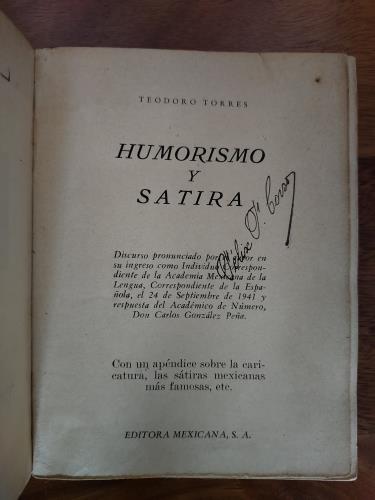 TEODORO TORRES
HUMORISMO
Y
SATIRA
Félix Corso
Discurso pronunciado por el autor en
su ingreso como Individuo Correspon-
diente de la Academia Mexicana de la
Lengua, Correspondiente de la Espa-
ñola, el 24 de Septiembre de 1941 y
respuesta del Académico de Número,
Don Carlos González Peña.
Con un apéndice sobre la cari-
catura, las sátiras mexicanas
más famosas, etc.
EDITORA MEXICANA, S. A.